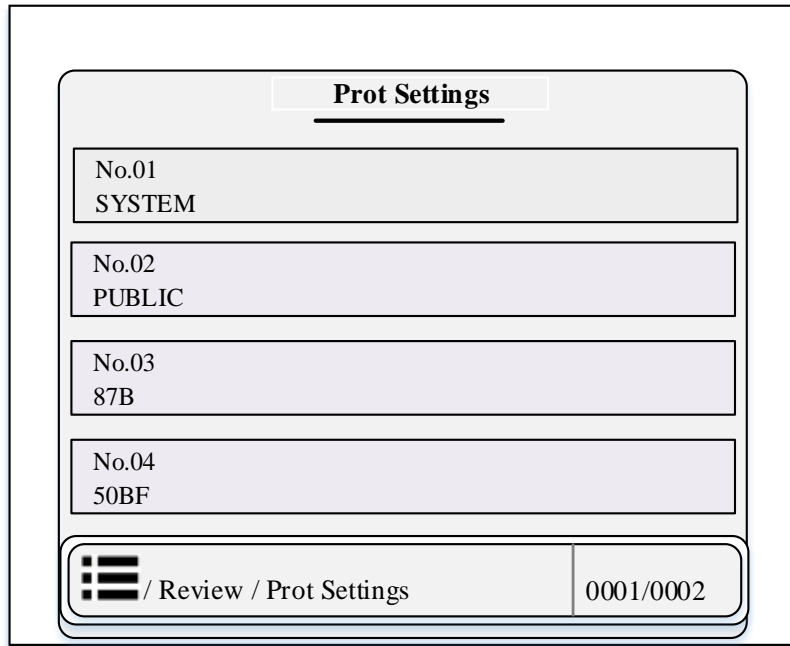 Prot Settings
No.01
SYSTEM
No.02
PUBLIC
No.03
87B
No.04
50BF
/ Review / Prot Settings
0001/0002